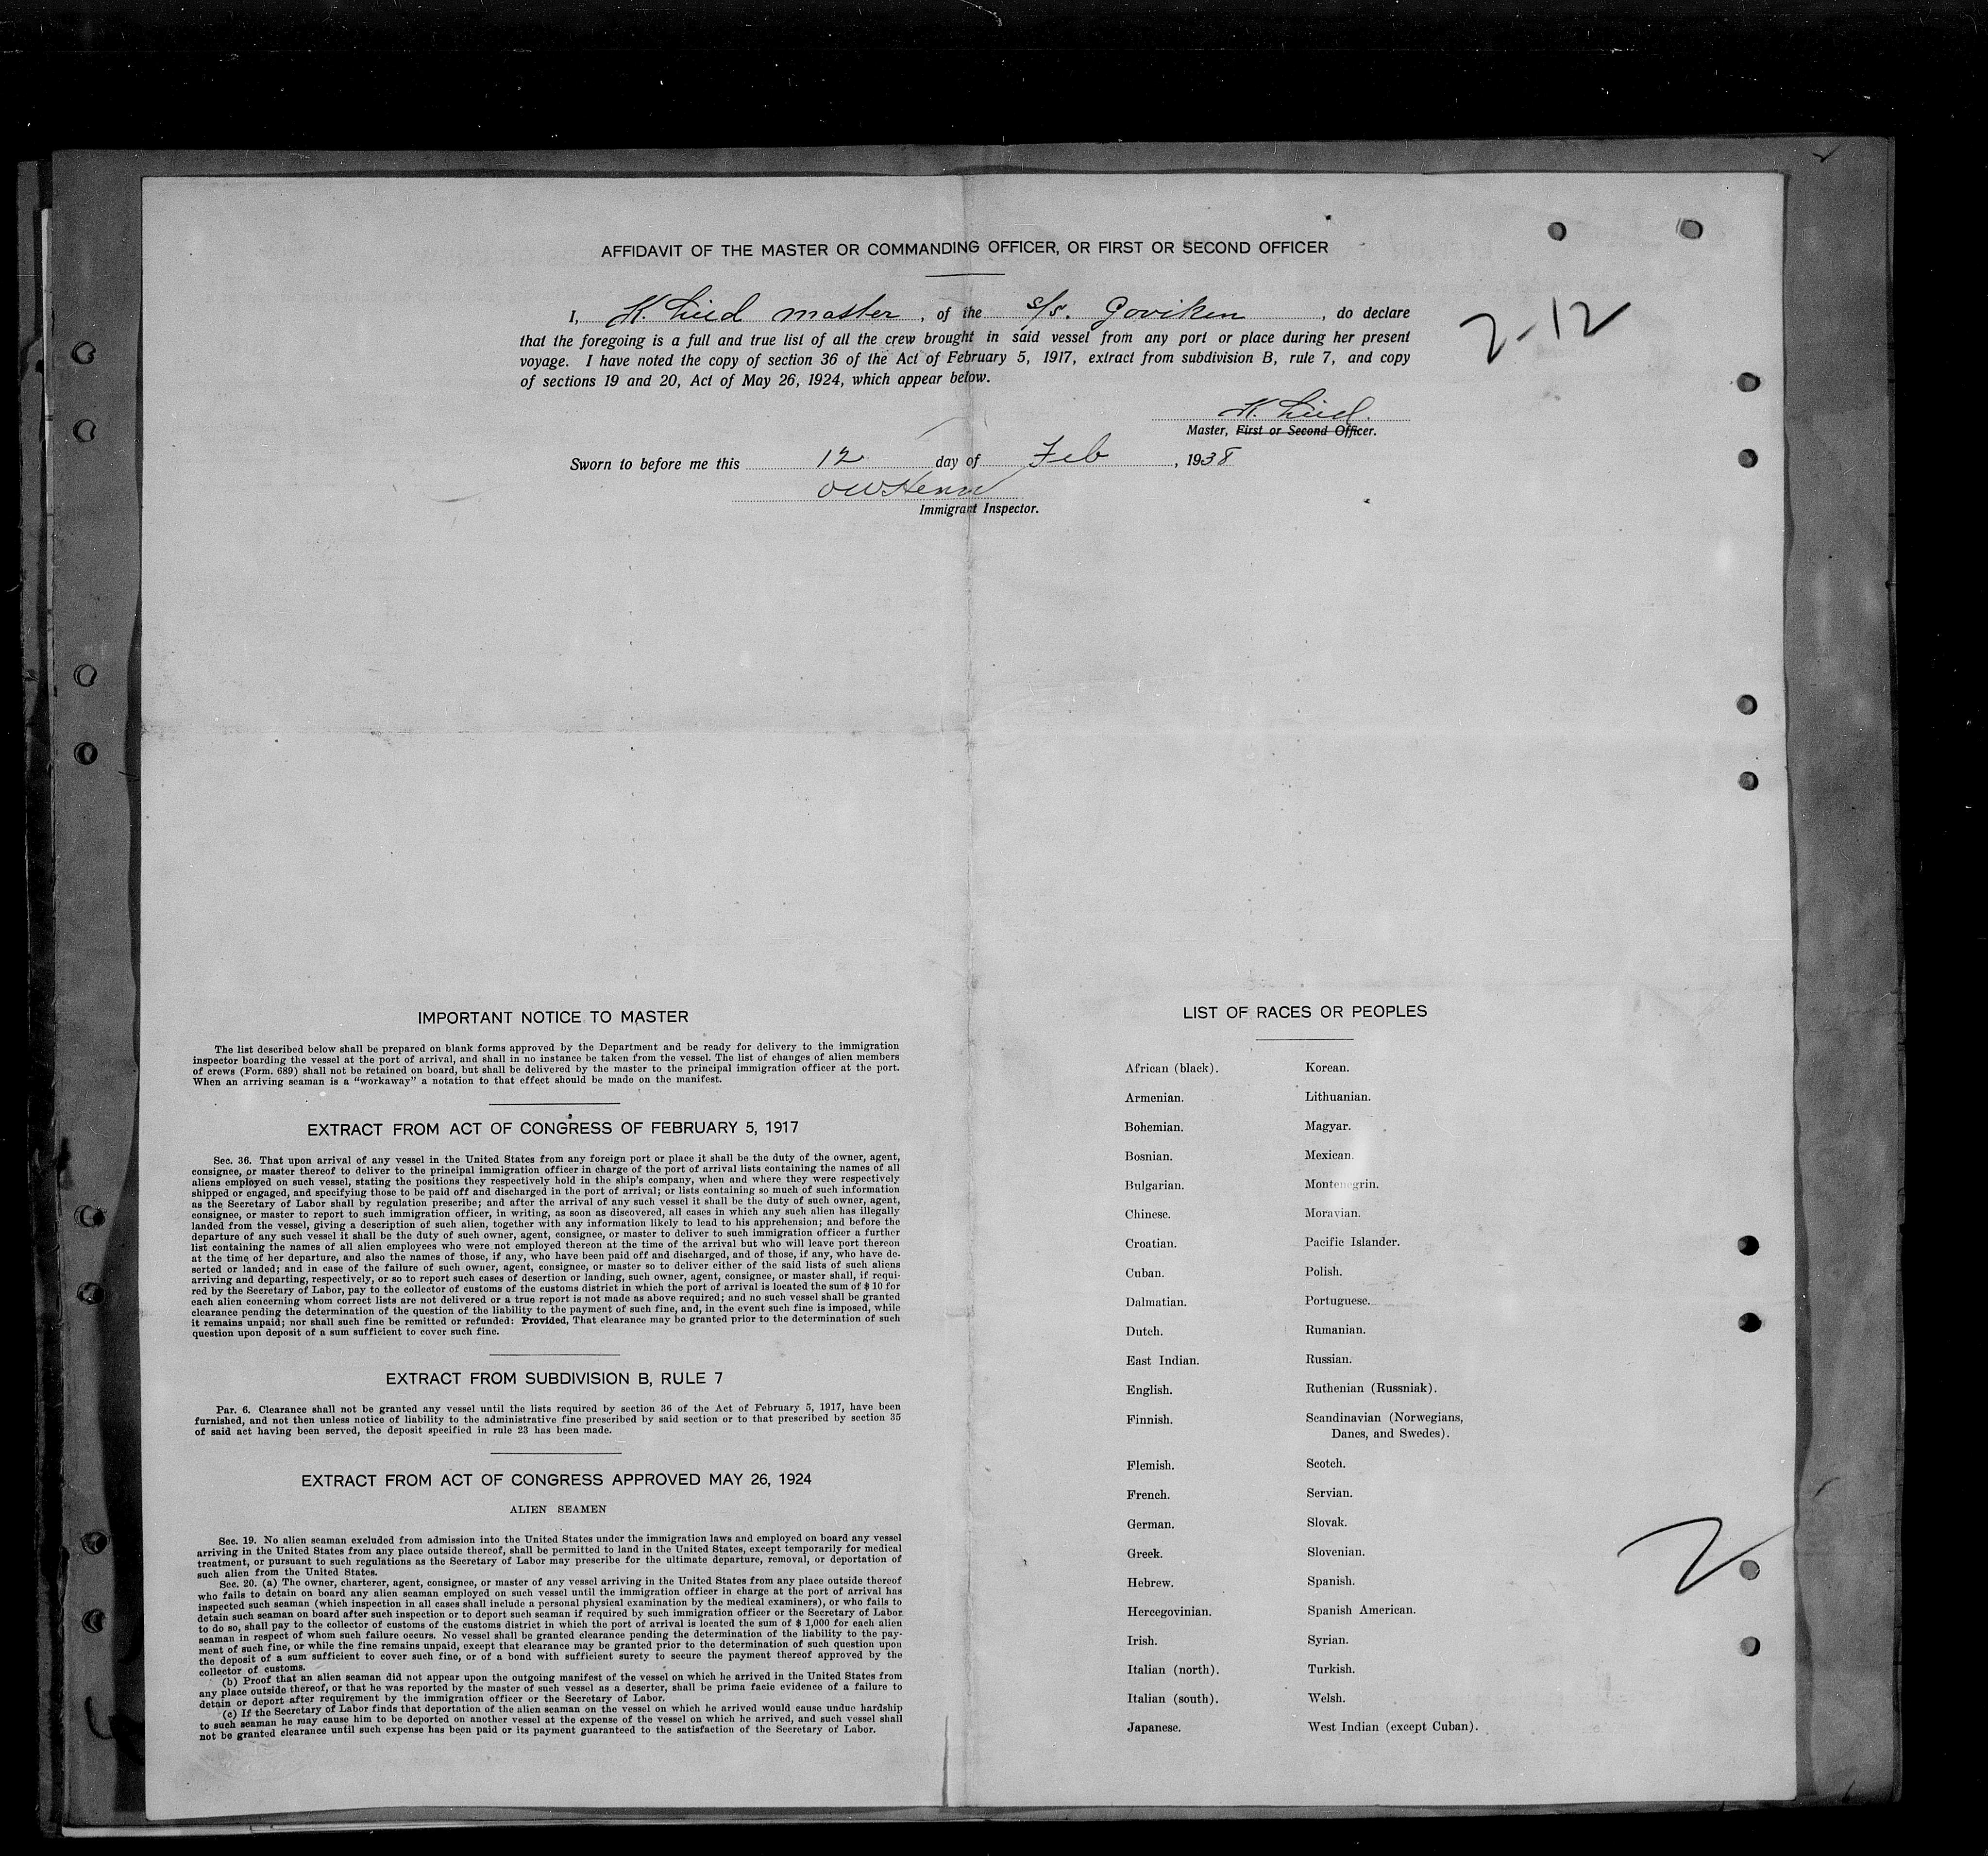 AFFIDAVIT OF THE MASTER OR COMMANDING OFFICER, OR FIRST OR SECOND OFFICER
I, K. Lied master, of the s/s. Goviken, do declare
that the foregoing is a full and true list of all the crew brought in said vessel from any port or place during her present
voyage. I have noted the copy of section 36 of the Act of February 5, 1917, extract from subdivision B, rule 7, and copy
of sections 19 and 20, Act of May 26, 1924, which appear below.
2-12
K. Lied.
Master, First or Second Officer.
Sworn to before me this 12 day of Feb, 1938
Immigrant Inspector.
IMPORTANT NOTICE TO MASTER
The list described below shall be prepared on blank forms approved by the Department and be ready for delivery to the immigration
inspector boarding the vessel at the port of arrival, and shall in no instance be taken from the vessel. The list of changes of alien members
of crews (Form. 689) shall not be retained on board, but shall be delivered by the master to the principal immigration officer at the port.
When an arriving seaman is a "workaway" a notation to that effect should be made on the manifest.
EXTRACT FROM ACT OF CONGRESS OF FEBRUARY 5, 1917
Sec. 36. That upon arrival of any vessel in the United States from any foreign port or place it shall be the duty of the owner, agent,
consignee, or master thereof to deliver to the principal immigration officer in charge of the port of arrival lists containing the names of all
aliens employed on such vessel, stating the positions they respectively hold in the ship's company, when and where they were respectively
shipped or engaged, and specifying those to be paid off and discharged in the port of arrival; or lists containing so much of such information
as the Secretary of Labor shall by regulation prescribe; and after the arrival of any such vessel it shall be the duty of such owner, agent,
consignee, or master to report to such immigration officer, in writing, as soon as discovered, all cases in which any such alien has illegally
landed from the vessel, giving a description of such alien, together with any information likely to lead to his apprehension; and before the
departure of any such vessel it shall be the duty of such owner, agent, consignee, or master to deliver to such immigration officer a further
list containing the names of all alien employees who were not employed thereon at the time of the arrival but who will leave port thereon
at the time of her departure, and also the names of those, if any, who have been paid off and discharged, and of those, if any, who have de-
serted or landed; and in case of the failure of such owner, agent, consignee, or master so to deliver either of the said lists of such aliens
arriving and departing, respectively, or so to report such cases of desertion or landing, such owner, agent, consignee, or master shall, if requi-
red by the Secretary of Labor, pay to the collector of customs of the customs district in which the port of arrival is located the sum of $ 10 for
each alien concerning whom correct lists are not delivered or a true report is not made as above required; and no such vessel shall be granted
clearance pending the determination of the question of the liability to the payment of such fine, and, in the event such fine is imposed, while
it remains unpaid; nor shall such fine be remitted or refunded: Provided, That clearance may be granted prior to the determination of such
question upon deposit of a sum sufficient to cover such fine.
EXTRACT FROM SUBDIVISION B, RULE 7
Par. 6. Clearance shall not be granted any vessel until the lists required by section 36 of the Act of February 5, 1917, have been
furnished, and not then unless notice of liability to the administrative fine prescribed by said section or to that prescribed by section 35
of said act having been served, the deposit specified in rule 23 has been made.
EXTRACT FROM ACT OF CONGRESS APPROVED MAY 26, 1924
ALIEN SEAMEN
Sec. 19. No alien seaman excluded from admission into the United States under the immigration laws and employed on board any vessel
arriving in the United States from any place outside thereof, shall be permitted to land in the United States, except temporarily for medical
treatment, or pursuant to such regulations as the Secretary of Labor may prescribe for the ultimate departure, removal, or deportation of
such alien from the United States.
Sec. 20. (a) The owner, charterer, agent, consignee, or master of any vessel arriving in the United States from any place outside thereof
who fails to detain on board any alien seaman employed on such vessel until the immigration officer in charge at the port of arrival has
inspected such seaman (which inspection in all cases shall include a personal physical examination by the medical examiners), or who fails to
detain such seaman on board after such inspection or to deport such seaman if required by such immigration officer or the Secretary of Labor
to do so, shall pay to the collector of customs of the customs district in which the port of arrival is located the sum of $ 1,000 for each alien
seaman in respect of whom such failure occurs. No vessel shall be granted clearance pending the determination of the liability to the pay-
ment of such fine, or while the fine remains unpaid, except that clearance may be granted prior to the determination of such question upon
the deposit of a sum sufficient to cover such fine, or of a bond with sufficient surety to secure the payment thereof approved by the
collector of customs.
(b) Proof that an alien seaman did not appear upon the outgoing manifest of the vessel on which he arrived in the United States from
any place outside thereof, or that he was reported by the master of such vessel as a deserter, shall be prima facie evidence of a failure to
detain or deport after requirement by the immigration officer or the Secretary of Labor.
(c) If the Secretary of Labor finds that deportation of the alien seaman on the vessel on which he arrived would cause undue hardship
to such seaman he may cause him to be deported on another vessel at the expense of the vessel on which he arrived, and such vessel shall
not be granted clearance until such expense has been paid or its payment guaranteed to the satisfaction of the Secretary of Labor.
LIST OF RACES OR PEOPLES
African (black). Korean.
Armenian. Lithuanian.
Bohemian. Magyar.
Bosnian. Mexican.
Bulgarian. Montenegrin.
Chinese. Moravian.
Croatian. Pacific Islander.
Cuban. Polish.
Dalmatian. Portuguese.
Dutch. Rumanian.
East Indian. Russian.
English. Ruthenian (Russniak).
Finnish. Scandinavian (Norwegians,
Danes, and Swedes).
Flemish. Scotch.
French. Servian.
German. Slovak.
Greek. Slovenian.
Hebrew. Spanish.
Hercegovinian. Spanish American.
Irish. Syrian.
Italian (north). Turkish.
Italian (south). Welsh.
Japanese. West Indian (except Cuban).
2